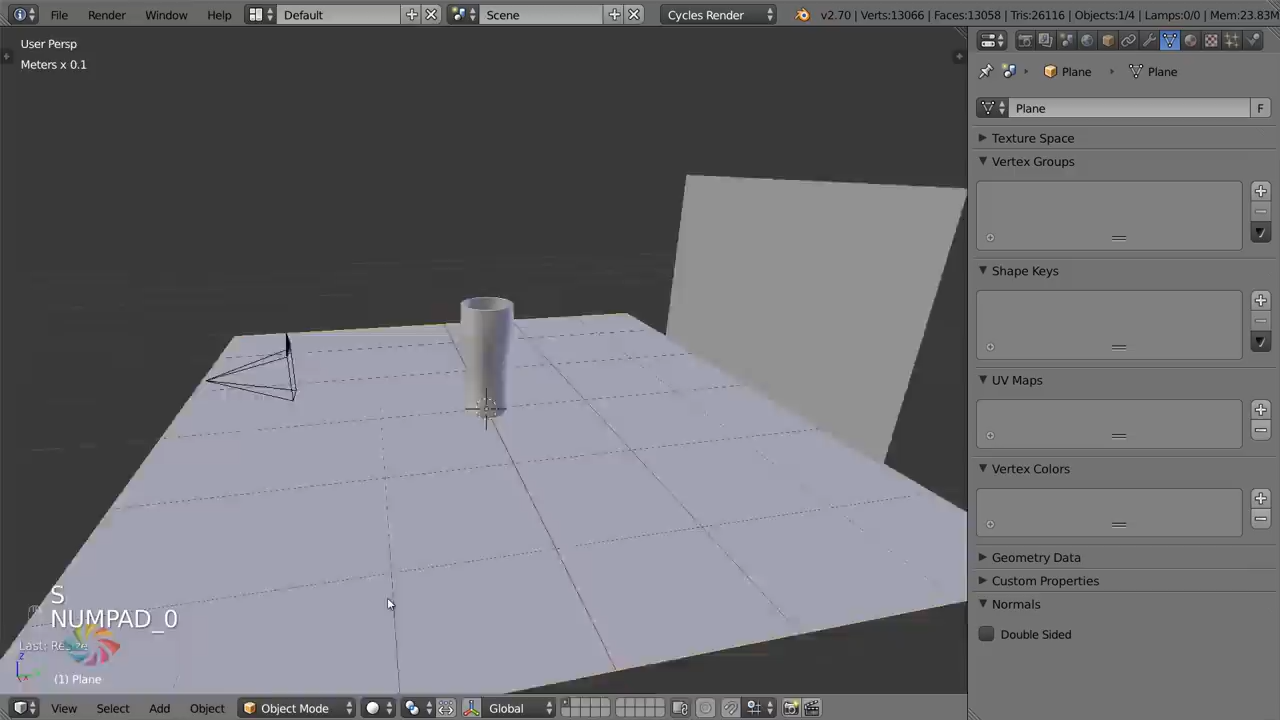 File Render Window Help Default Scene Cycles Render v2.70 | Verts:13066 | Faces:13058 | Tris:26116 | Objects:1/4 | Lamps:0/0 | Mem:23.83M
User Persp
Meters x 0.1
Plane Plane
Plane F
Texture Space
Vertex Groups
Shape Keys
UV Maps
Vertex Colors
Geometry Data
Custom Properties
Normals
Double Sided
S
NUMPAD_0
Last: Resize
z
(1) Plane
View Select Add Object Object Mode Global